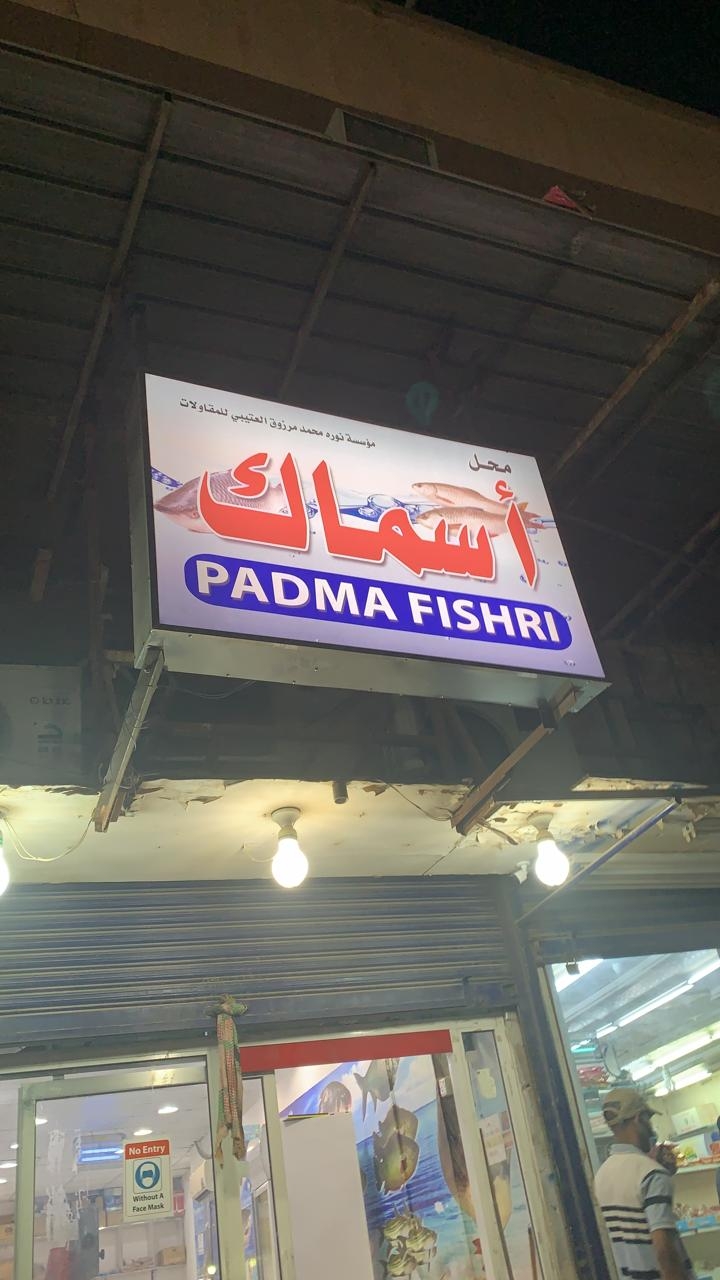 مؤسسة نوره محمد مرزوق العتيبي للمقاولات
محل
أسماك
PADMA FISHRI
No Entry
Without A
Face Mask